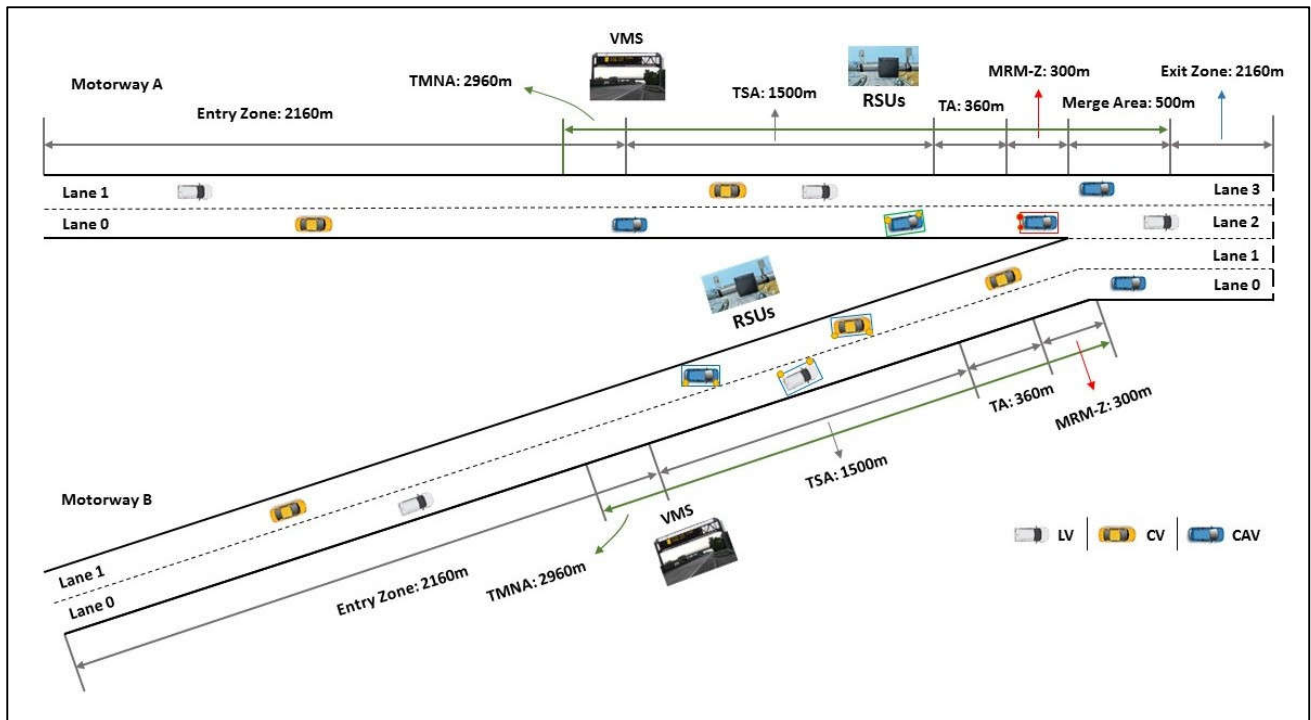 VMS
Motorway A
TMNA: 2960m
MRM-Z: 300m
Exit Zone: 2160m
TSA: 1500m
RSUs
TA: 360m
Merge Area: 500m
Entry Zone: 2160m
Lane 1
Lane 3
Lane 0
Lane 2
Lane 1
Lane 0
RSUs
TA: 360m
MRM-Z: 300m
TSA: 1500m
Motorway B
VMS
LV
CV
CAV
TMNA: 2960m
Entry Zone: 2160m
Lane 1
Lane 0